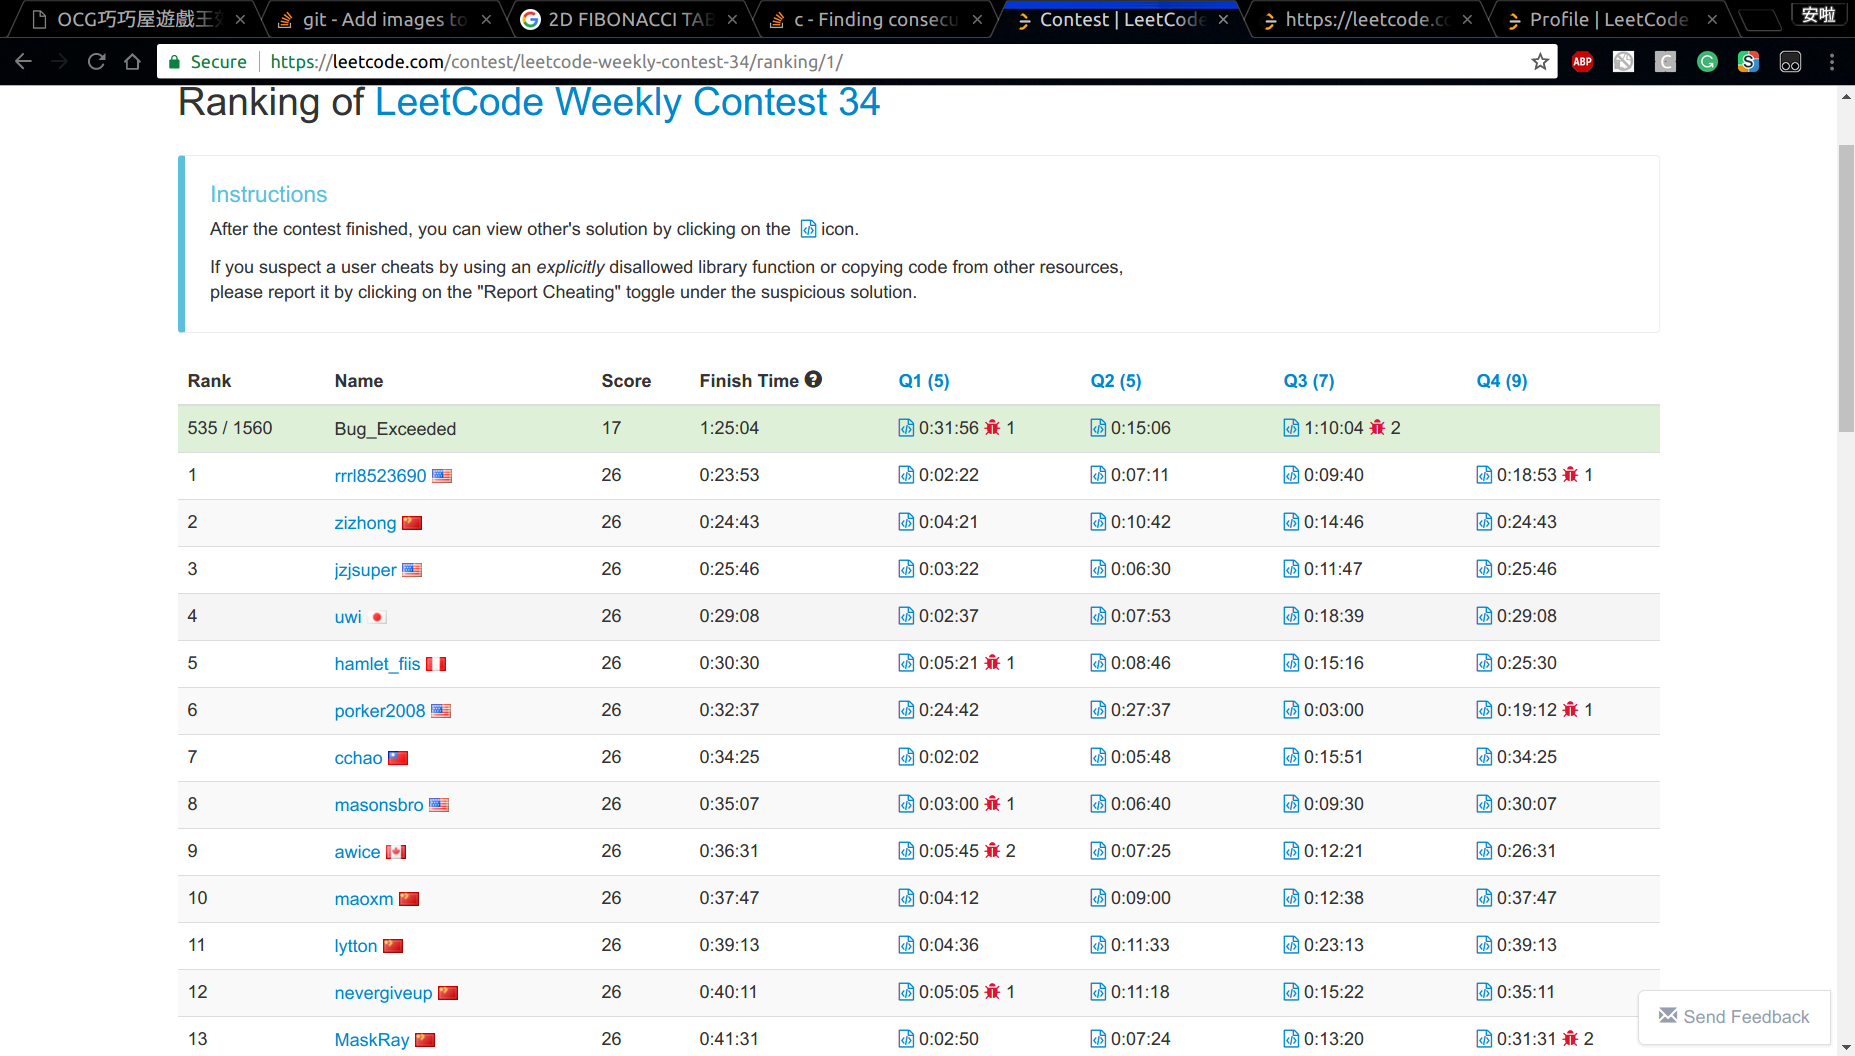 OCG巧巧屋遊戲王
git - Add images to
2D FIBONACCI TAB
c - Finding consecu
Contest | LeetCode
https://leetcode.co
Profile | LeetCode
安啦
Secure https://leetcode.com/contest/leetcode-weekly-contest-34/ranking/1/
ABP
Ranking of LeetCode Weekly Contest 34
Instructions
After the contest finished, you can view other's solution by clicking on the icon.
If you suspect a user cheats by using an explicitly disallowed library function or copying code from other resources,
please report it by clicking on the "Report Cheating" toggle under the suspicious solution.
Rank Name Score Finish Time Q1 (5) Q2 (5) Q3 (7) Q4 (9)
535 / 1560 Bug_Exceeded 17 1:25:04 0:31:56 1 0:15:06 1:10:04 2
1 rrrl8523690 26 0:23:53 0:02:22 0:07:11 0:09:40 0:18:53 1
2 zizhong 26 0:24:43 0:04:21 0:10:42 0:14:46 0:24:43
3 jzjsuper 26 0:25:46 0:03:22 0:06:30 0:11:47 0:25:46
4 uwi 26 0:29:08 0:02:37 0:07:53 0:18:39 0:29:08
5 hamlet_fiis 26 0:30:30 0:05:21 1 0:08:46 0:15:16 0:25:30
6 porker2008 26 0:32:37 0:24:42 0:27:37 0:03:00 0:19:12 1
7 cchao 26 0:34:25 0:02:02 0:05:48 0:15:51 0:34:25
8 masonsbro 26 0:35:07 0:03:00 1 0:06:40 0:09:30 0:30:07
9 awice 26 0:36:31 0:05:45 2 0:07:25 0:12:21 0:26:31
10 maoxm 26 0:37:47 0:04:12 0:09:00 0:12:38 0:37:47
11 lytton 26 0:39:13 0:04:36 0:11:33 0:23:13 0:39:13
12 nevergiveup 26 0:40:11 0:05:05 1 0:11:18 0:15:22 0:35:11
13 MaskRay 26 0:41:31 0:02:50 0:07:24 0:13:20 0:31:31 2
Send Feedback